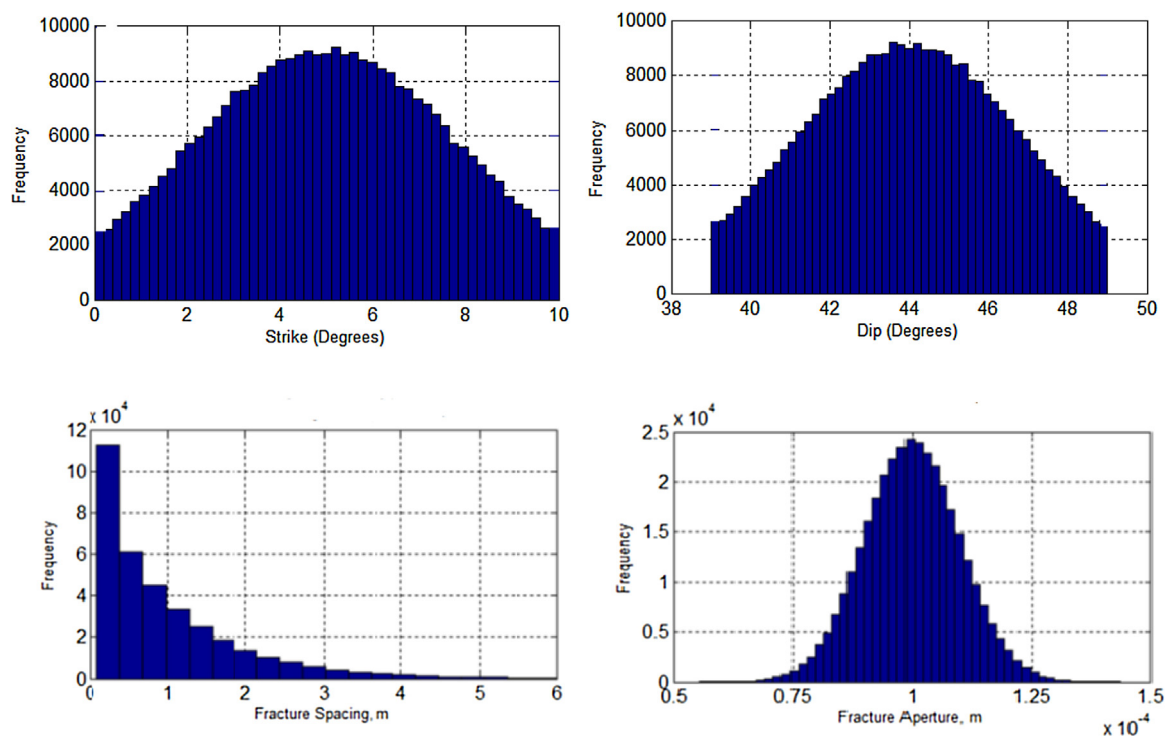 10000
8000
6000
4000
2000
0
Frequency
0 2 4 6 8 10
Strike (Degrees)
10000
8000
6000
4000
2000
0
Frequency
38 40 42 44 46 48 50
Dip (Degrees)
x 10^4
12
10
8
6
4
2
0
Frequency
0 1 2 3 4 5 6
Fracture Spacing, m
x 10^4
2.5
2
1.5
1
0.5
0
Frequency
0.5 0.75 1 1.25 1.5
Fracture Aperture, m
x 10^-4